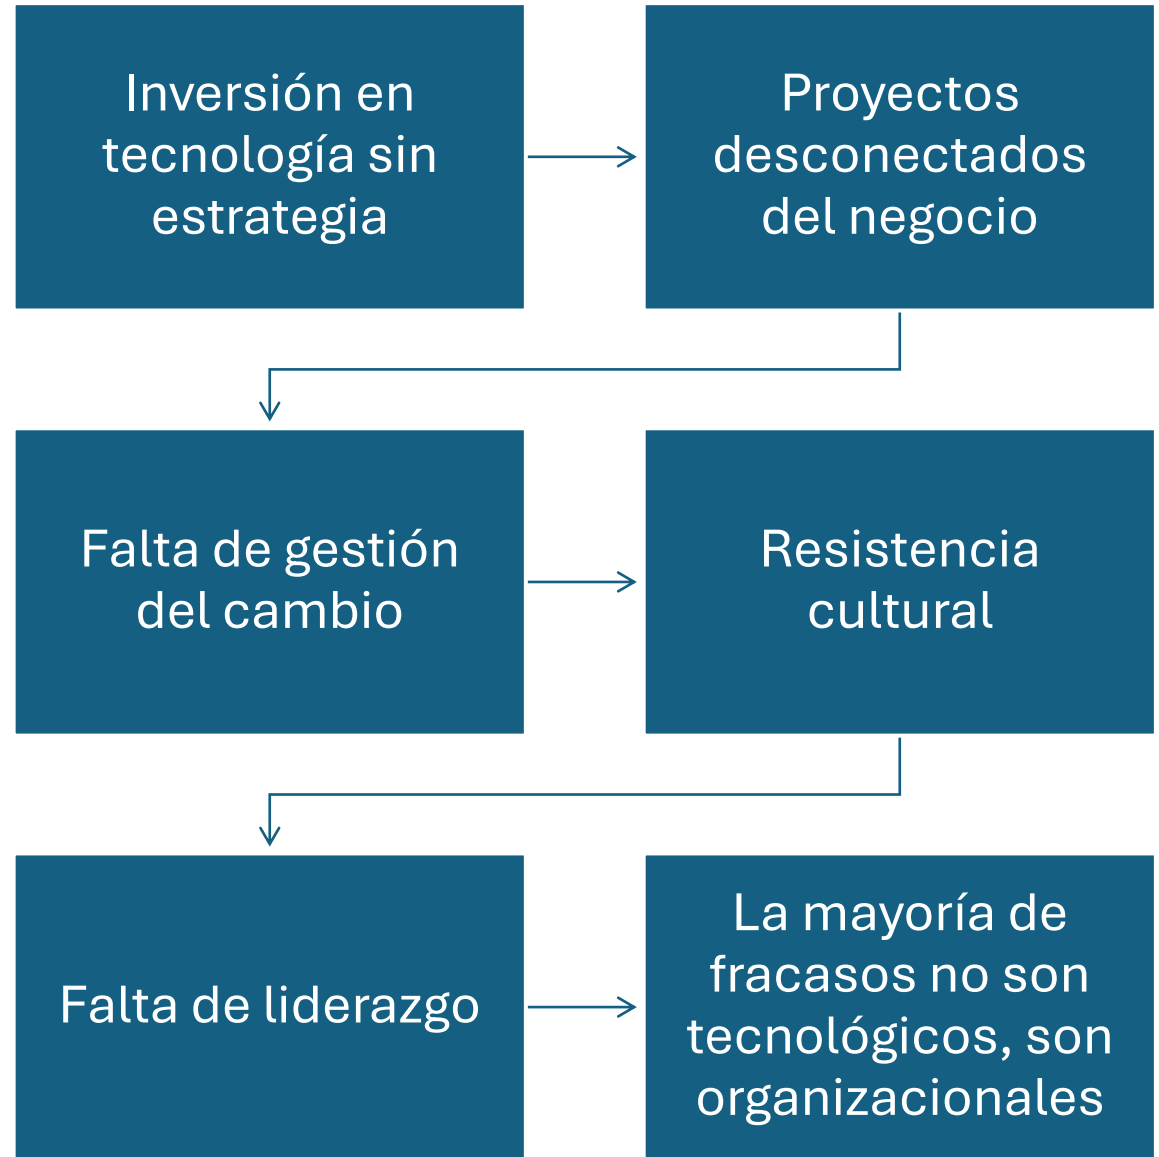 Inversión en
tecnología sin
estrategia
Proyectos
desconectados
del negocio
Falta de gestión
del cambio
Resistencia
cultural
Falta de liderazgo
La mayoría de
fracasos no son
tecnológicos, son
organizacionales